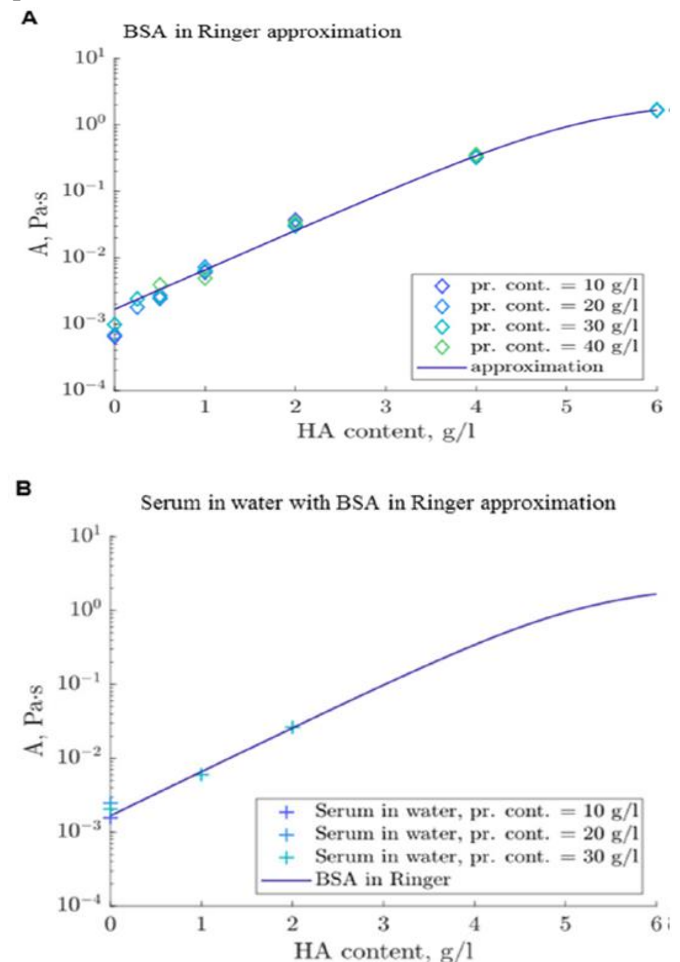 A
BSA in Ringer approximation
10^1
10^0
10^-1
10^-2
10^-3
10^-4
A, Pa·s
pr. cont. = 10 g/l
pr. cont. = 20 g/l
pr. cont. = 30 g/l
pr. cont. = 40 g/l
approximation
0 1 2 3 4 5 6
HA content, g/l
B
Serum in water with BSA in Ringer approximation
10^1
10^0
10^-1
10^-2
10^-3
10^-4
A, Pa·s
Serum in water, pr. cont. = 10 g/l
Serum in water, pr. cont. = 20 g/l
Serum in water, pr. cont. = 30 g/l
BSA in Ringer
0 1 2 3 4 5 6
HA content, g/l